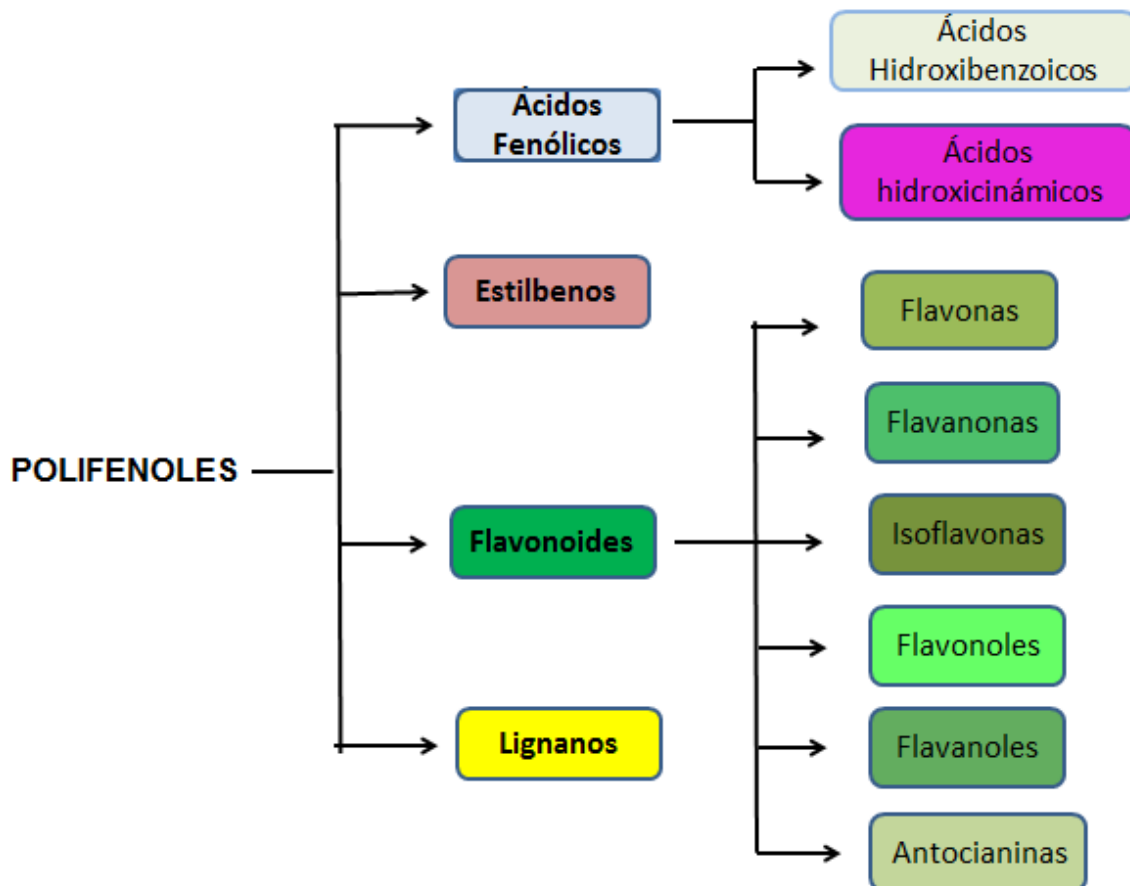 POLIFENOLES
Ácidos
Fenólicos
Ácidos
Hidroxibenzoicos
Ácidos
hidroxicinámicos
Estilbenos
Flavonoides
Flavonas
Flavanonas
Isoflavonas
Flavonoles
Flavanoles
Antocianinas
Lignanos